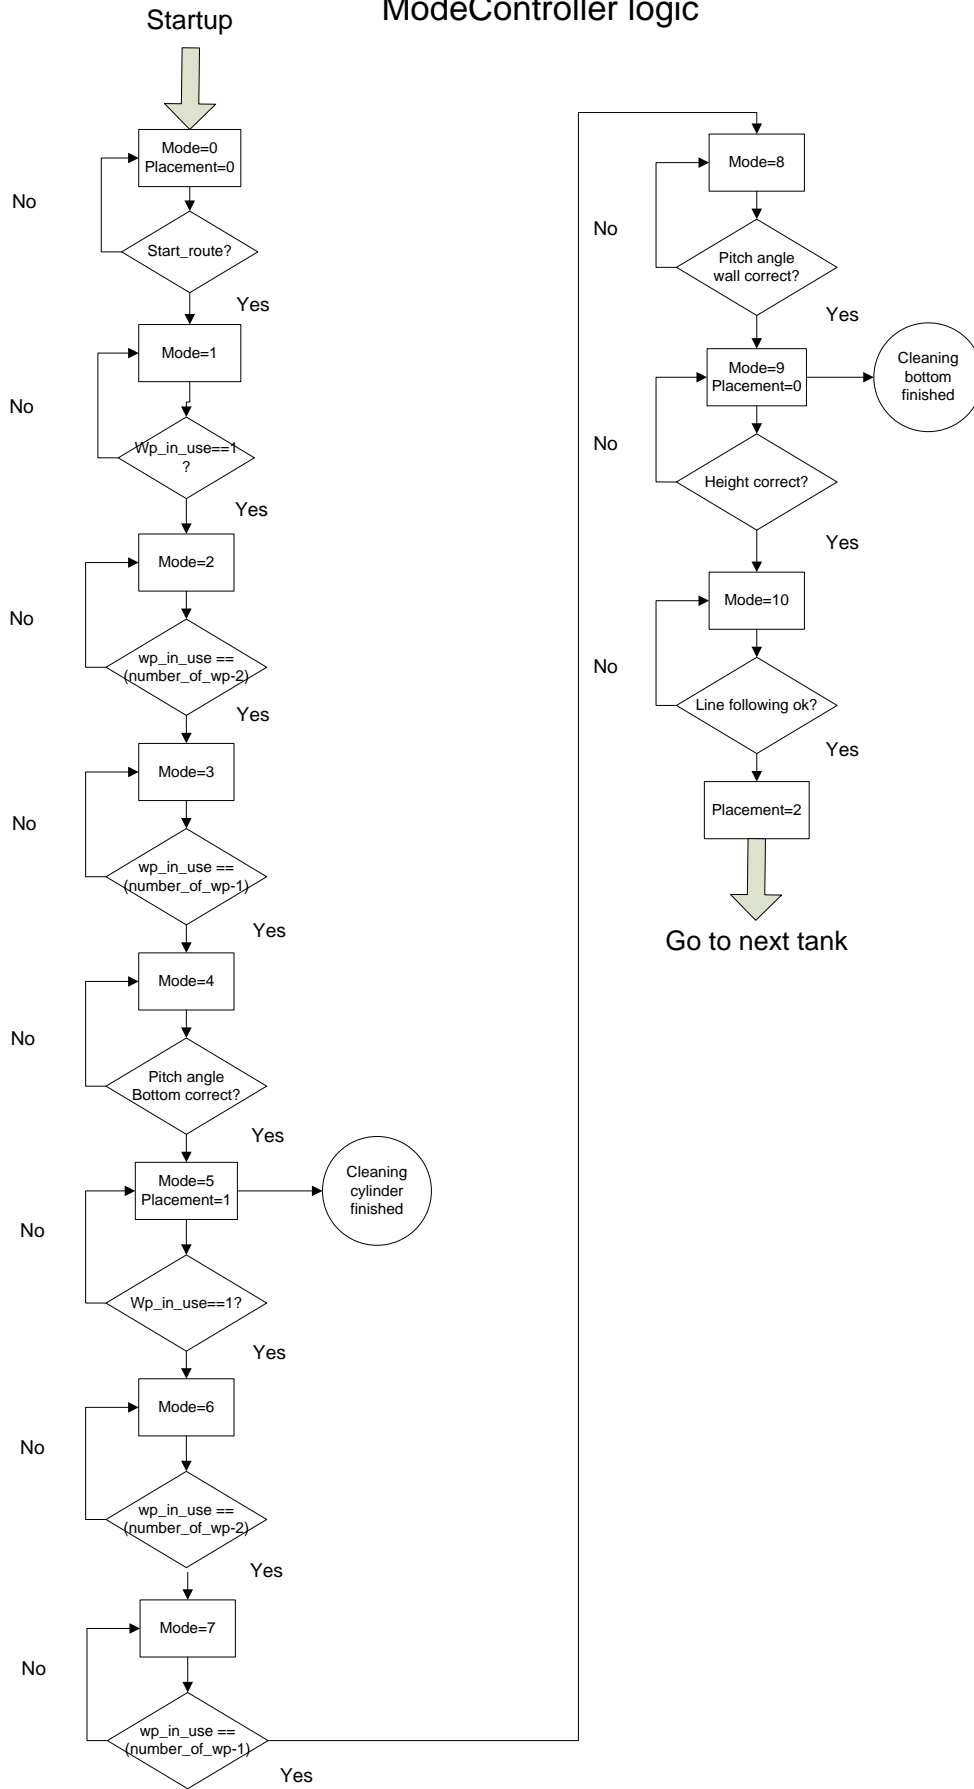 ModeController logic
Startup
Mode=0
Placement=0
No
Start_route?
Yes
Mode=1
No
Wp_in_use==1
?
Yes
Mode=2
No
wp_in_use ==
(number_of_wp-2)
Yes
Mode=3
No
wp_in_use ==
(number_of_wp-1)
Yes
Mode=4
No
Pitch angle
Bottom correct?
Yes
Mode=5
Placement=1
Cleaning
cylinder
finished
No
Wp_in_use==1?
Yes
Mode=6
No
wp_in_use ==
(number_of_wp-2)
Yes
Mode=7
No
wp_in_use ==
(number_of_wp-1)
Yes
Mode=8
No
Pitch angle
wall correct?
Yes
Mode=9
Placement=0
Cleaning
bottom
finished
No
Height correct?
Yes
Mode=10
No
Line following ok?
Yes
Placement=2
Go to next tank